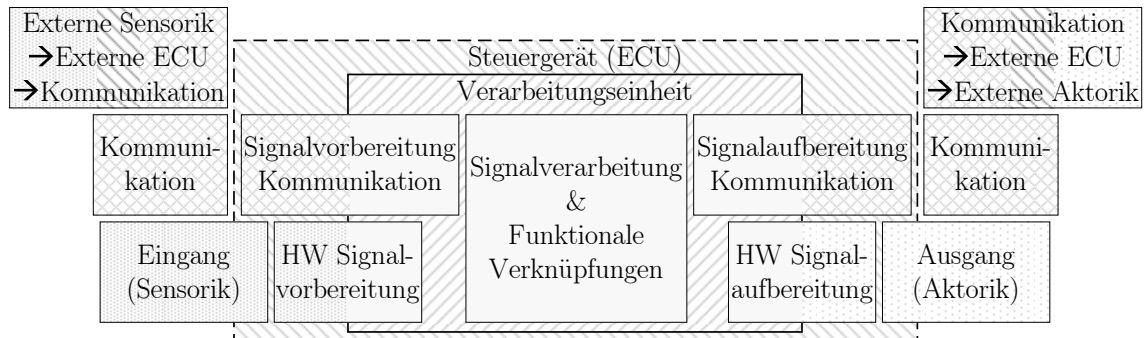 Externe Sensorik
→Externe ECU
→Kommunikation
Steuergerät (ECU)
Verarbeitungseinheit
Kommunikation
→Externe ECU
→Externe Aktorik
Kommuni-
kation
Signalvorbereitung
Kommunikation
Signalverarbeitung
&
Funktionale
Verknüpfungen
Signalaufbereitung
Kommunikation
Kommuni-
kation
Eingang
(Sensorik)
HW Signal-
vorbereitung
HW Signal-
aufbereitung
Ausgang
(Aktorik)